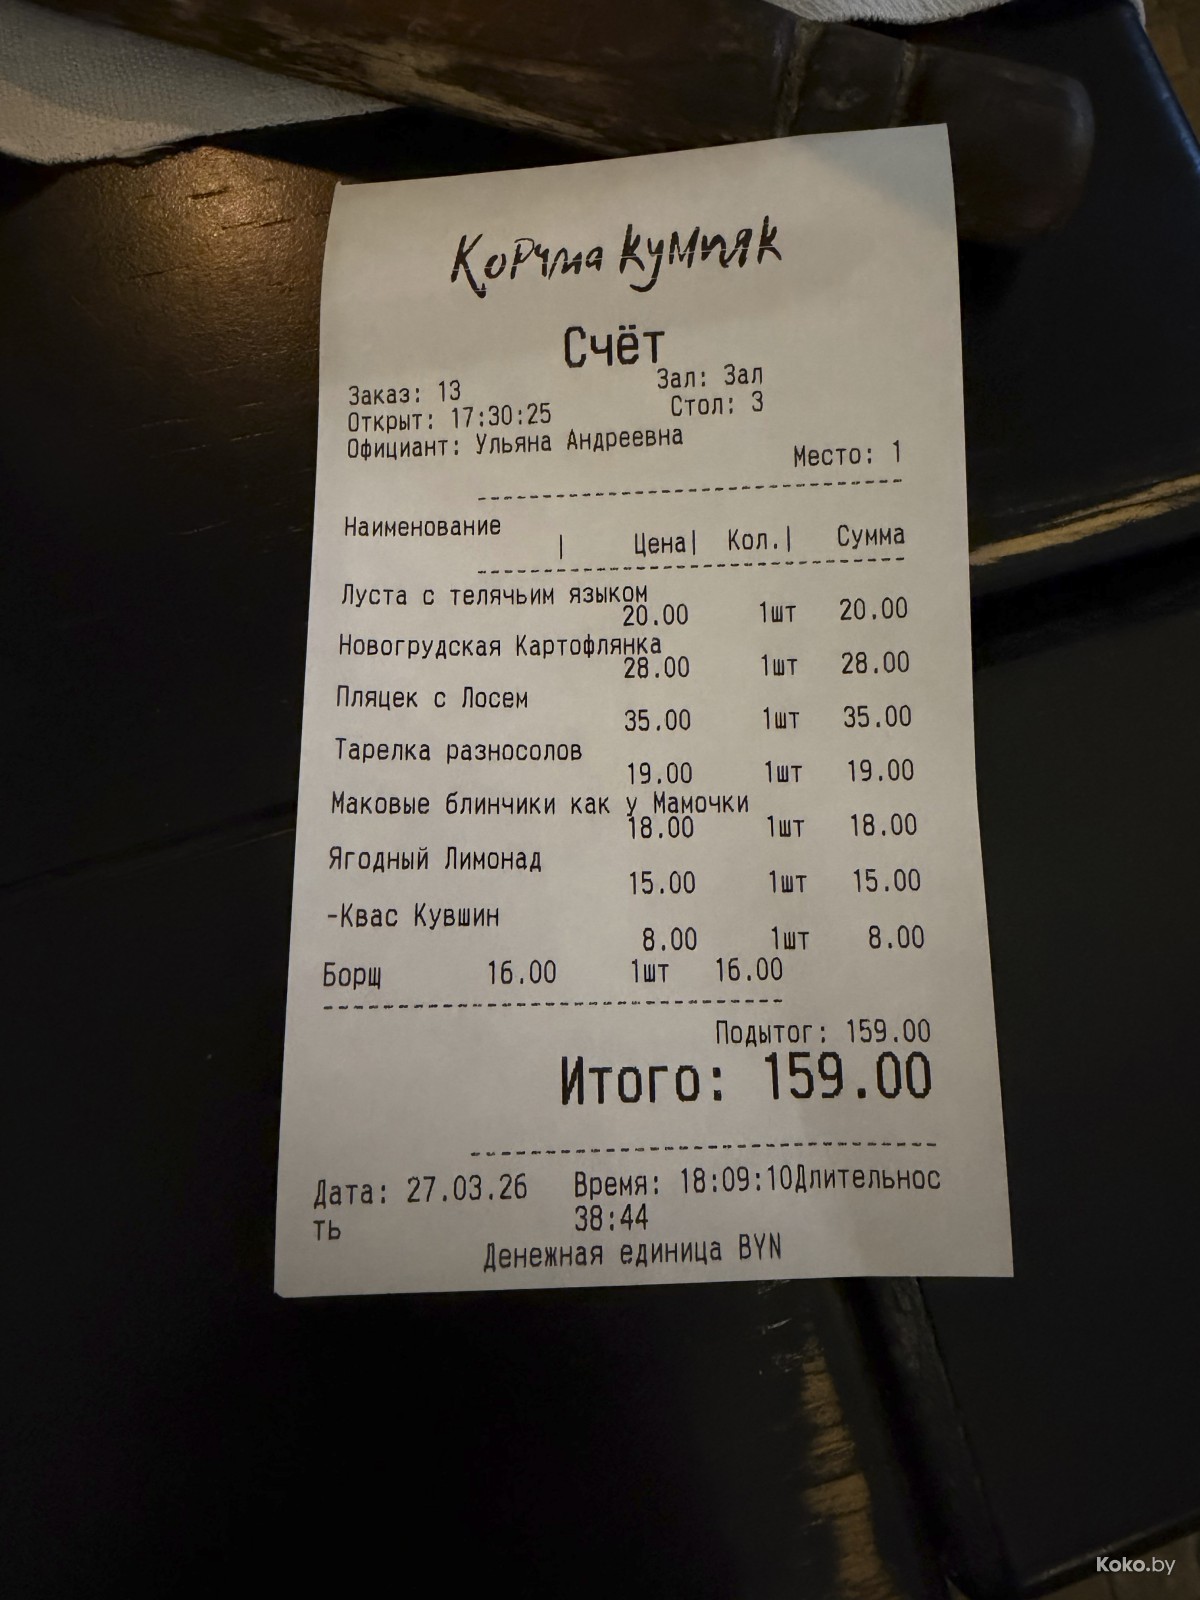 Корчма Кумпяк
Счёт
Заказ: 13 Зал: Зал
Открыт: 17:30:25 Стол: 3
Официант: Ульяна Андреевна
Место: 1
Наименование
| Цена| Кол.| Сумма
Луста с телячьим языком
20.00 1шт 20.00
Новогрудская Картофлянка
28.00 1шт 28.00
Пляцек с Лосем
35.00 1шт 35.00
Тарелка разносолов
19.00 1шт 19.00
Маковые блинчики как у Мамочки
18.00 1шт 18.00
Ягодный Лимонад
15.00 1шт 15.00
-Квас Кувшин
8.00 1шт 8.00
Борщ 16.00 1шт 16.00
Подытог: 159.00
Итого: 159.00
Дата: 27.03.26 Время: 18:09:10Длительнос
ть 38:44
Денежная единица BYN
Koko.by